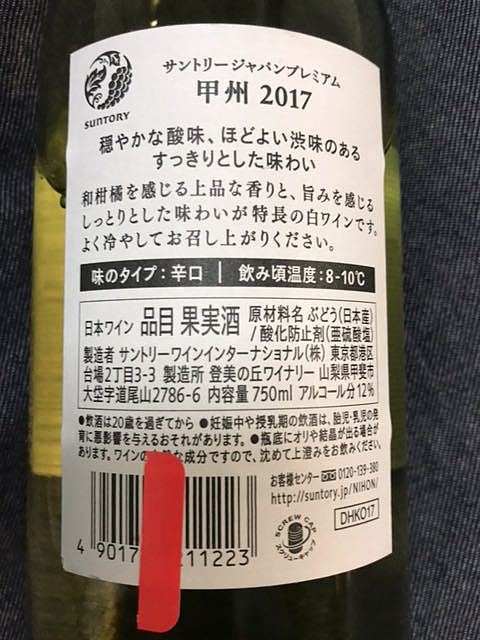 SUNTORY
サントリージャパンプレミアム
甲州 2017
穏やかな酸味、ほどよい渋味のある
すっきりとした味わい
和柑橘を感じる上品な香りと、旨みを感じる
しっとりとした味わいが特長の白ワインです。
よく冷やしてお召し上がりください。
味のタイプ：辛口 | 飲み頃温度：8-10℃
日本ワイン 品目 果実酒 原材料名 ぶどう(日本産)
/酸化防止剤(亜硫酸塩)
製造者 サントリーワインインターナショナル(株) 東京都港区
台場2丁目3-3 製造所 登美の丘ワイナリー 山梨県甲斐市
大垈字道尾山2786-6 内容量 750ml アルコール分 12%
●飲酒は20歳を過ぎてから ●妊娠中や授乳期の飲酒は、胎児・乳児の発
育に悪影響を与えるおそれがあります。●瓶底にオリや結晶が出る場合が
あります。ワインの な成分ですので、沈めて上澄みをお飲みください。
お客様センター 0120-139-380
http://suntory.jp/NIHON/
DHKO17
SCREW CAP
スクリューキャップ
4 9017 211223